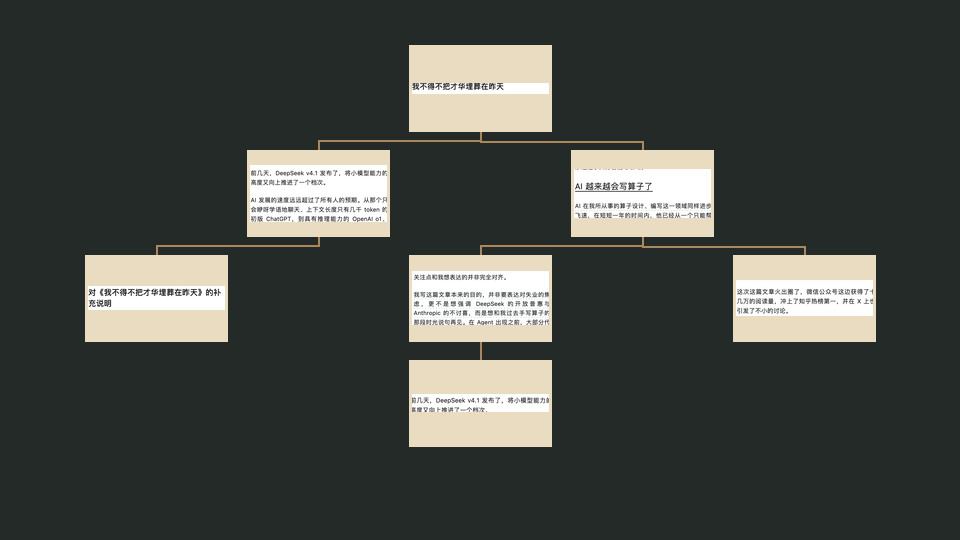 我不得不把才华埋葬在昨天
前几天，DeepSeek v4.1 发布了，将小模型能力的
高度又向上推进了一个档次。
AI 发展的速度远远超过了所有人的预期。从那个只
会咿呀学语地聊天、上下文长度只有几千 token 的
初版 ChatGPT，到具有推理能力的 OpenAI o1，
AI 越来越会写算子了
AI 在我所从事的算子设计、编写这一领域同样进步
飞速，在短短一年的时间内，他已经从一个只能帮
对《我不得不把才华埋葬在昨天》的补
充说明
关注点和我想表达的并非完全对齐。
我写这篇文章本来的目的，并非要表达对失业的焦
虑，更不是想强调 DeepSeek 的开放普惠与
Anthropic 的不讨喜，而是想和我过去手写算子的
那段时光说句再见。在 Agent 出现之前，大部分代
这次这篇文章火出圈了，微信公众号这边获得了十
几万的阅读量，冲上了知乎热榜第一，并在 X 上也
引发了不小的讨论。
前几天，DeepSeek v4.1 发布了，将小模型能力的
高度又向上推进了一个档次。